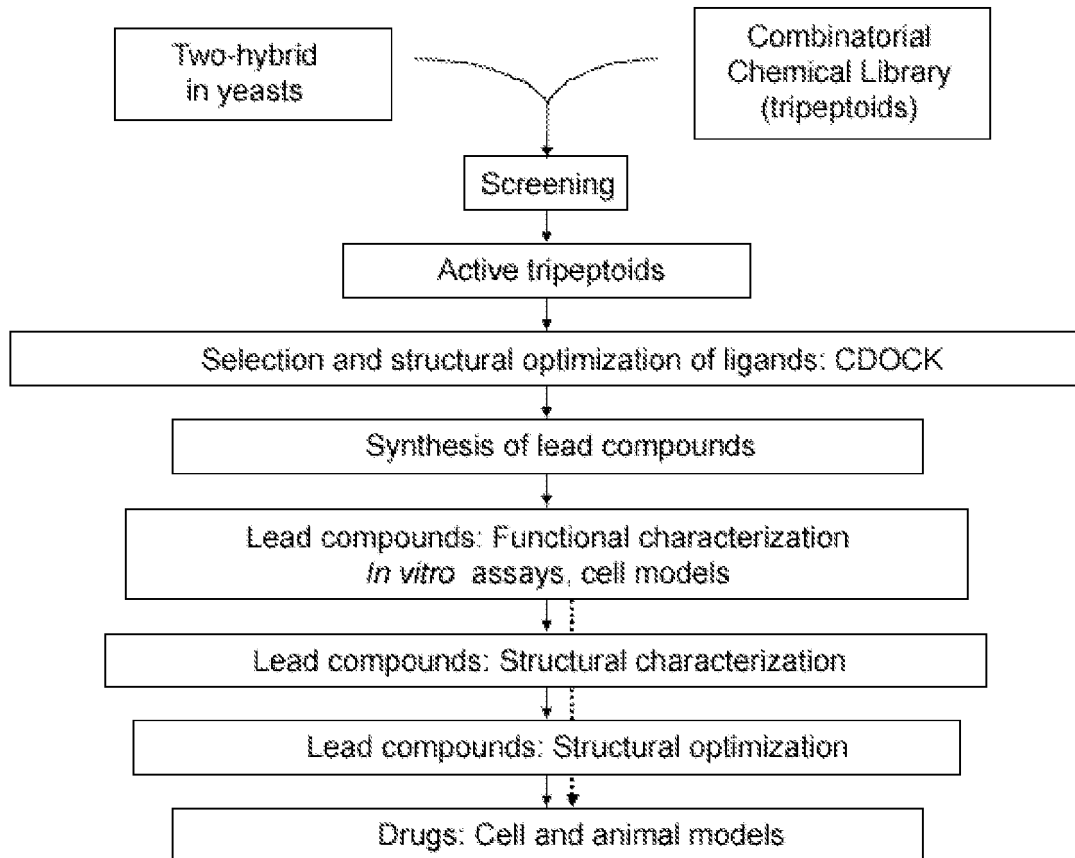 Two-hybrid
in yeasts
Combinatorial
Chemical Library
(tripeptoids)
Screening
Active tripeptoids
Selection and structural optimization of ligands: CDOCK
Synthesis of lead compounds
Lead compounds: Functional characterization
In vitro assays, cell models
Lead compounds: Structural characterization
Lead compounds: Structural optimization
Drugs: Cell and animal models